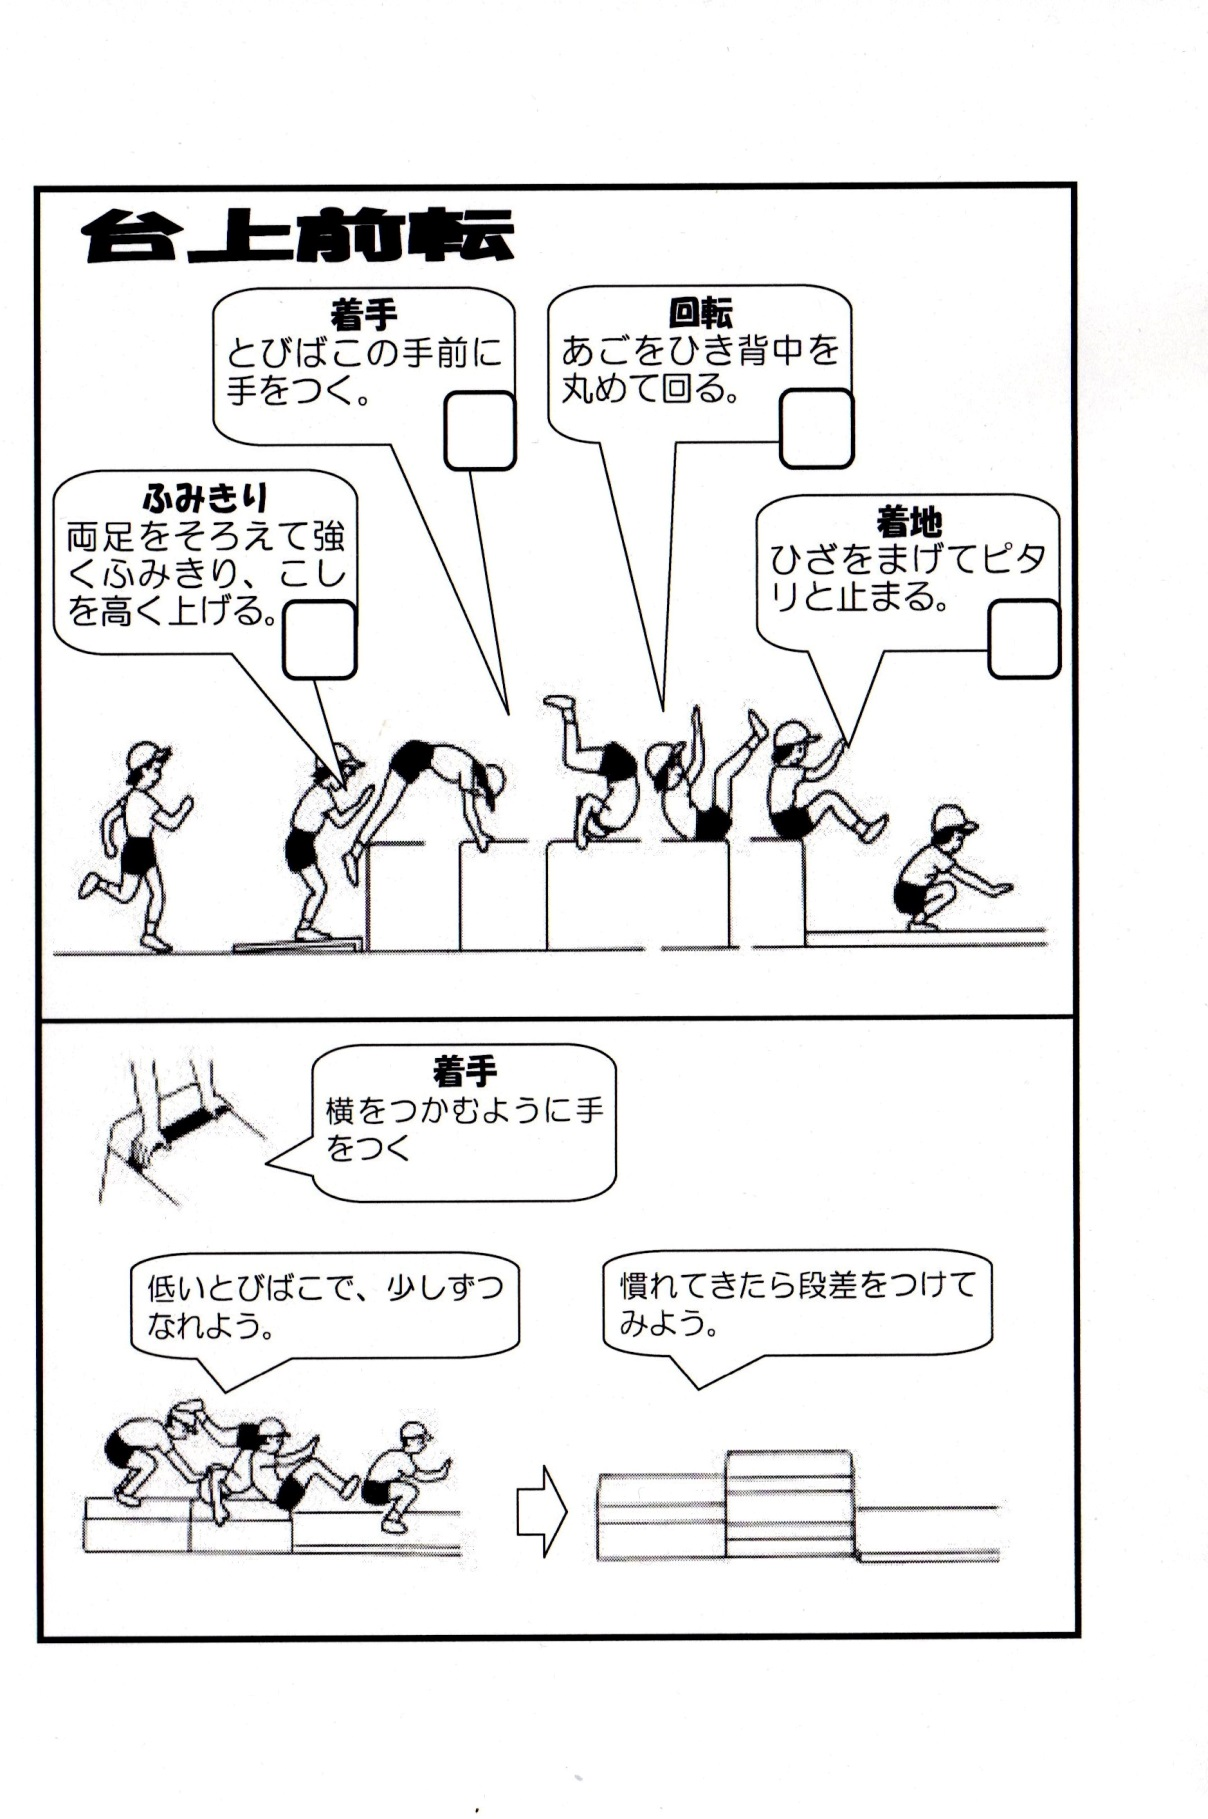 台上前転
着手
とびばこの手前に
手をつく。
回転
あごをひき背中を
丸めて回る。
ふみきり
両足をそろえて強
くふみきり、こし
を高く上げる。
着地
ひざをまげてピタ
リと止まる。
着手
横をつかむように手
をつく
低いとびばこで、少しずつ
なれよう。
慣れてきたら段差をつけて
みよう。